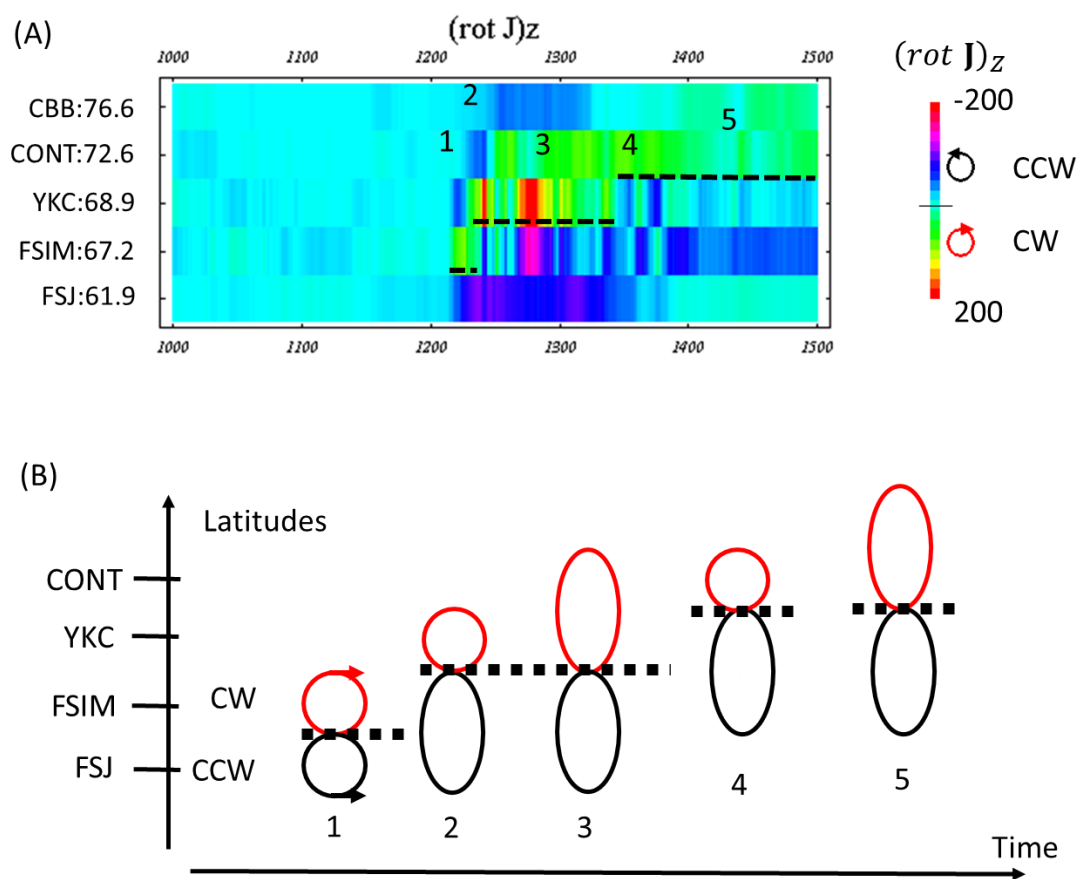 (A)
(rot J)z
1000 1100 1200 1300 1400 1500
CBB:76.6
CONT:72.6
YKC:68.9
FSIM:67.2
FSJ:61.9
1 2 3 4 5
1000 1100 1200 1300 1400 1500
(rot J)Z
-200
CCW
CW
200
(B)
Latitudes
CONT
YKC
FSIM
FSJ
CW
CCW
1 2 3 4 5
Time